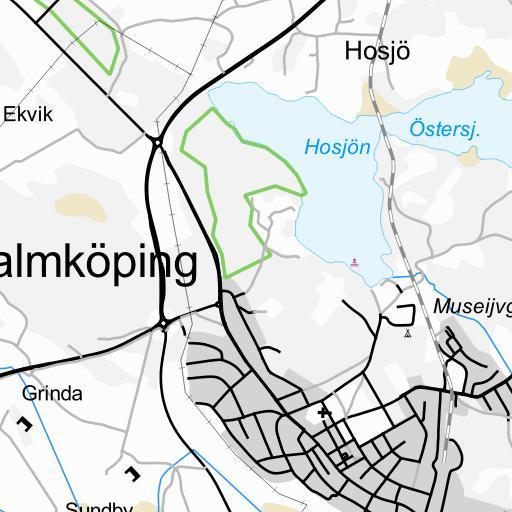 Hosjö
Ekvik
Östersj.
Hosjön
almköping
Museijvg
Grinda
Sundby